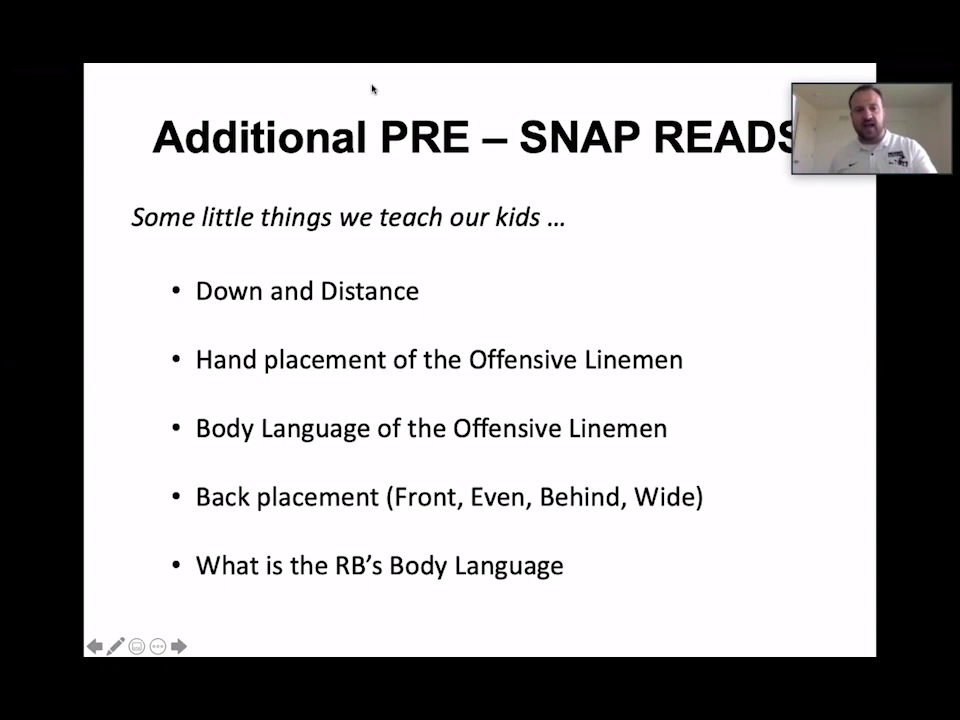 Additional PRE – SNAP READS
Some little things we teach our kids ...
• Down and Distance
• Hand placement of the Offensive Linemen
• Body Language of the Offensive Linemen
• Back placement (Front, Even, Behind, Wide)
• What is the RB’s Body Language